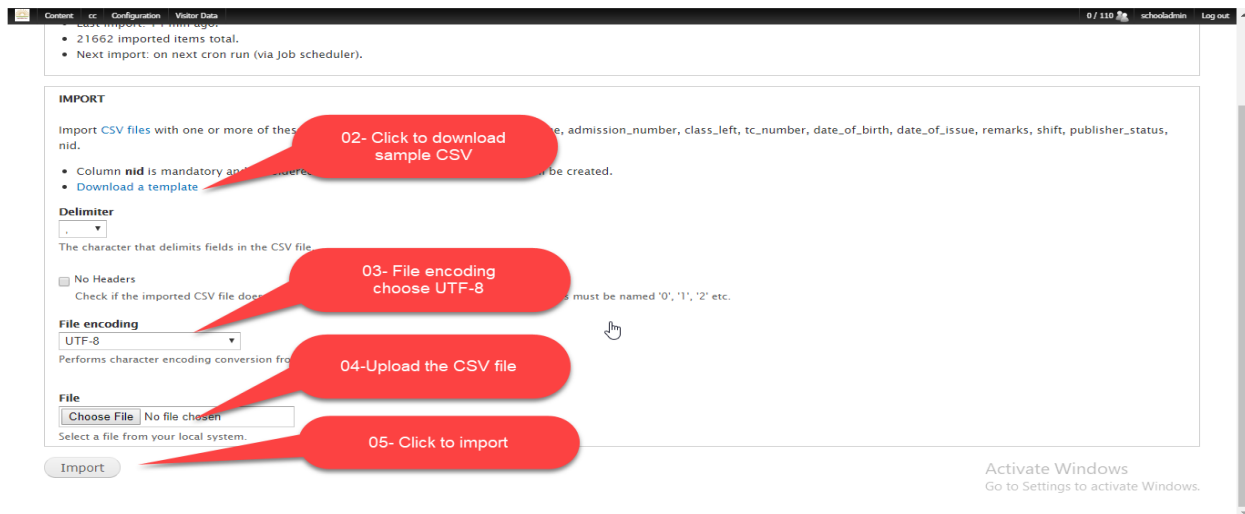 Content cc Configuration Visitor Data 0 / 110 schooladmin Log out
Last import: 11 min ago.
21662 imported items total.
Next import: on next cron run (via Job scheduler).
IMPORT
Import CSV files with one or more of thes e, admission_number, class_left, tc_number, date_of_birth, date_of_issue, remarks, shift, publisher_status,
nid.
02- Click to download
sample CSV
Column nid is mandatory an dered be created.
Download a template
Delimiter
,
The character that delimits fields in the CSV file
03- File encoding
choose UTF-8
No Headers
Check if the imported CSV file doe s must be named '0', '1', '2' etc.
File encoding
UTF-8
Performs character encoding conversion fro
04-Upload the CSV file
File
Choose File No file chosen
Select a file from your local system.
05- Click to import
Import
Activate Windows
Go to Settings to activate Windows.